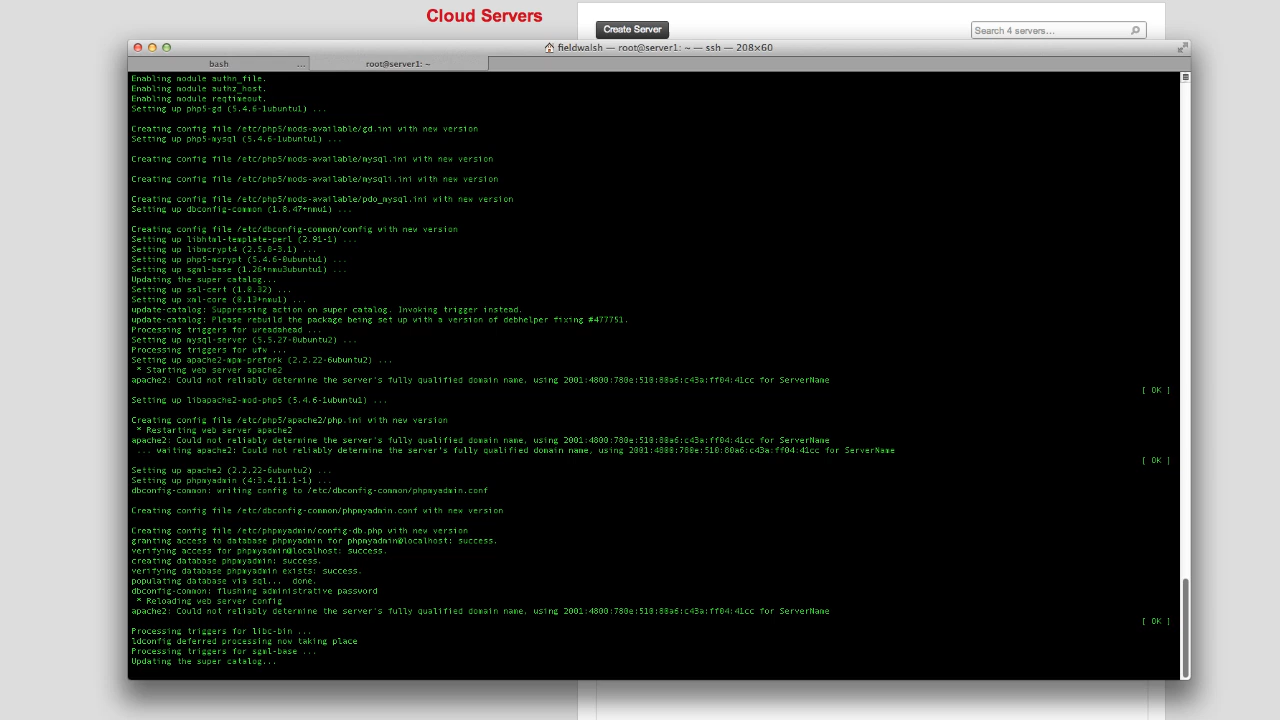 Cloud Servers
Create Server
Search 4 servers...
fieldwalsh — root@server1: ~ — ssh — 208×60
bash ... root@server1: ~
Enabling module authn_file.
Enabling module authz_host.
Enabling module reqtimeout.
Setting up php5-gd (5.4.6-1ubuntu1) ...
Creating config file /etc/php5/mods-available/gd.ini with new version
Setting up php5-mysql (5.4.6-1ubuntu1) ...
Creating config file /etc/php5/mods-available/mysql.ini with new version
Creating config file /etc/php5/mods-available/mysqli.ini with new version
Creating config file /etc/php5/mods-available/pdo_mysql.ini with new version
Setting up dbconfig-common (1.8.47+nmu1) ...
Creating config file /etc/dbconfig-common/config with new version
Setting up libhtml-template-perl (2.91-1) ...
Setting up libmcrypt4 (2.5.8-3.1) ...
Setting up php5-mcrypt (5.4.6-0ubuntu1) ...
Setting up sgml-base (1.26+nmu3ubuntu1) ...
Updating the super catalog...
Setting up ssl-cert (1.0.32) ...
Setting up xml-core (0.13+nmu1) ...
update-catalog: Suppressing action on super catalog. Invoking trigger instead.
update-catalog: Please rebuild the package being set up with a version of debhelper fixing #477751.
Processing triggers for ureadahead ...
Setting up mysql-server (5.5.27-0ubuntu2) ...
Processing triggers for ufw ...
Setting up apache2-mpm-prefork (2.2.22-6ubuntu2) ...
* Starting web server apache2
apache2: Could not reliably determine the server's fully qualified domain name, using 2001:4800:780e:510:80a6:c43a:ff04:41cc for ServerName
[ OK ]
Setting up libapache2-mod-php5 (5.4.6-1ubuntu1) ...
Creating config file /etc/php5/apache2/php.ini with new version
* Restarting web server apache2
apache2: Could not reliably determine the server's fully qualified domain name, using 2001:4800:780e:510:80a6:c43a:ff04:41cc for ServerName
... waiting apache2: Could not reliably determine the server's fully qualified domain name, using 2001:4800:780e:510:80a6:c43a:ff04:41cc for ServerName
[ OK ]
Setting up apache2 (2.2.22-6ubuntu2) ...
Setting up phpmyadmin (4:3.4.11.1-1) ...
dbconfig-common: writing config to /etc/dbconfig-common/phpmyadmin.conf
Creating config file /etc/dbconfig-common/phpmyadmin.conf with new version
Creating config file /etc/phpmyadmin/config-db.php with new version
granting access to database phpmyadmin for phpmyadmin@localhost: success.
verifying access for phpmyadmin@localhost: success.
creating database phpmyadmin: success.
verifying database phpmyadmin exists: success.
populating database via sql... done.
dbconfig-common: flushing administrative password
* Reloading web server config
apache2: Could not reliably determine the server's fully qualified domain name, using 2001:4800:780e:510:80a6:c43a:ff04:41cc for ServerName
[ OK ]
Processing triggers for libc-bin ...
ldconfig deferred processing now taking place
Processing triggers for sgml-base ...
Updating the super catalog...